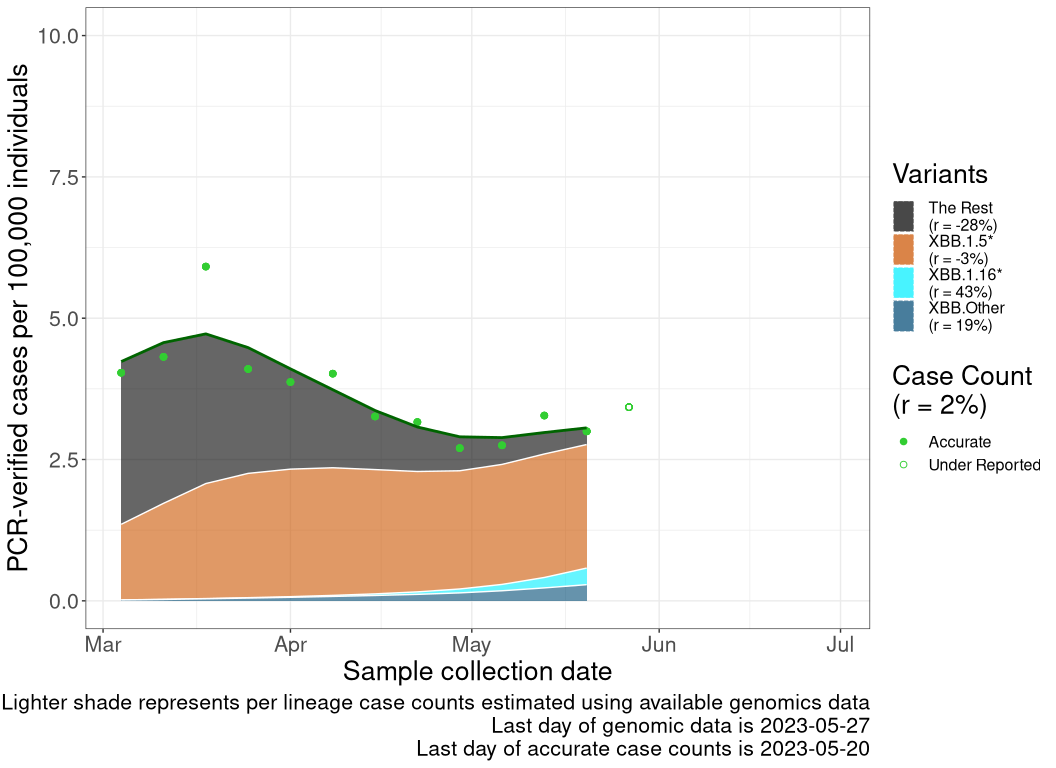 PCR-verified cases per 100,000 individuals
10.0
7.5
5.0
2.5
0.0
Mar
Apr
May
Jun
Jul
Sample collection date
Variants
The Rest
(r = -28%)
XBB.1.5*
(r = -3%)
XBB.1.16*
(r = 43%)
XBB.Other
(r = 19%)
Case Count
(r = 2%)
Accurate
Under Reported
Lighter shade represents per lineage case counts estimated using available genomics data
Last day of genomic data is 2023-05-27
Last day of accurate case counts is 2023-05-20